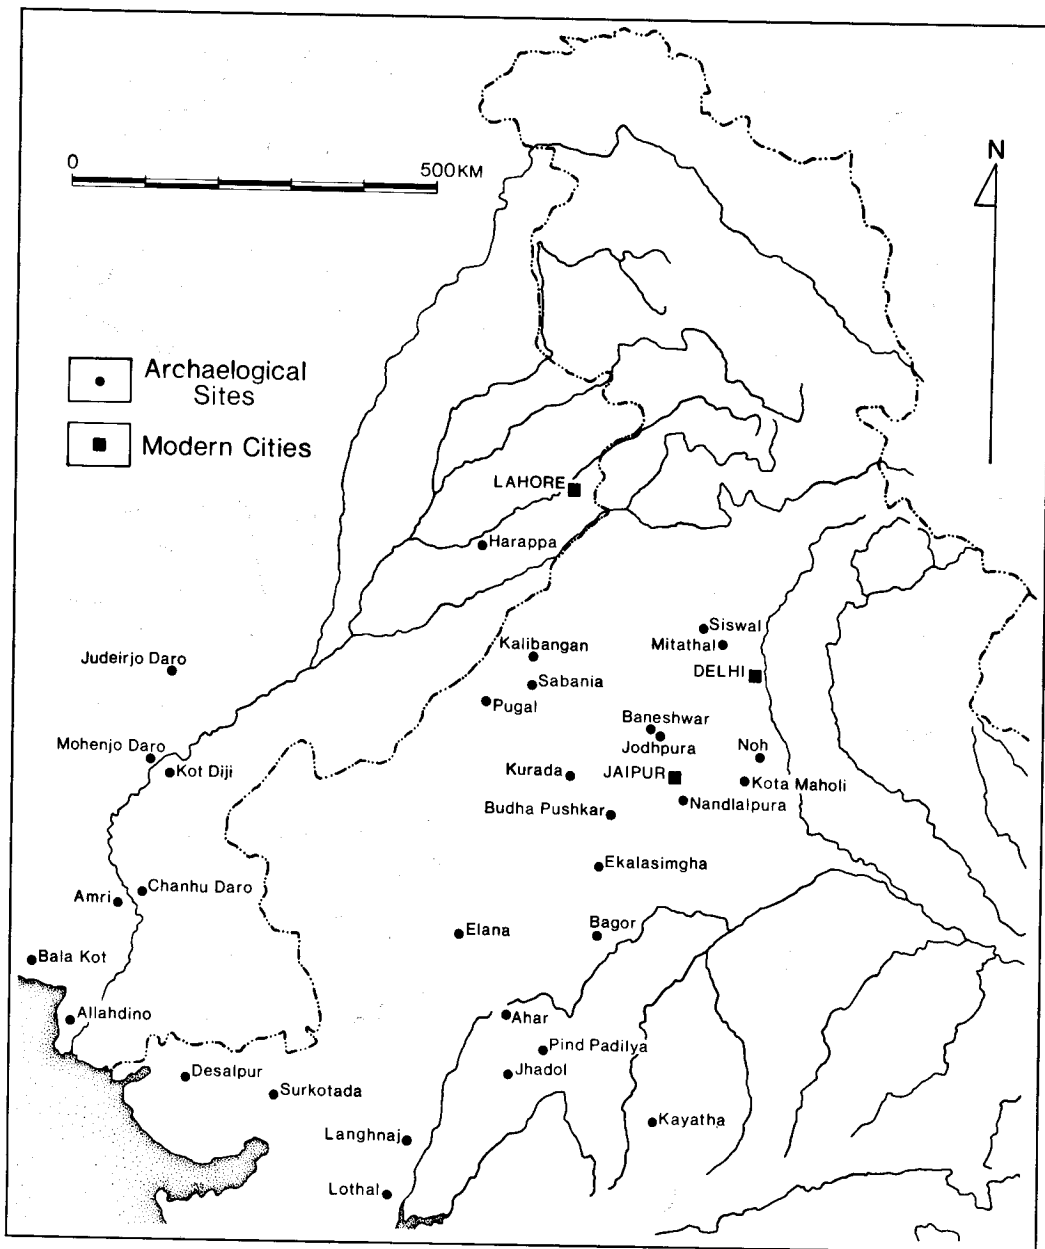 0
500KM
N
Archaelogical
Sites
Modern Cities
LAHORE
Harappa
Siswal
Mitathal
Kalibangan
Judeirjo Daro
DELHI
Sabania
Pugal
Baneshwar
Jodhpura
Noh
Mohenjo Daro
Kot Diji
Kurada
JAIPUR
Kota Maholi
Nandlalpura
Budha Pushkar
Ekalasimgha
Chanhu Daro
Amri
Elana
Bagor
Bala Kot
Allahdino
Ahar
Pind Padilya
Jhadol
Desalpur
Surkotada
Kayatha
Langhnaj
Lothal